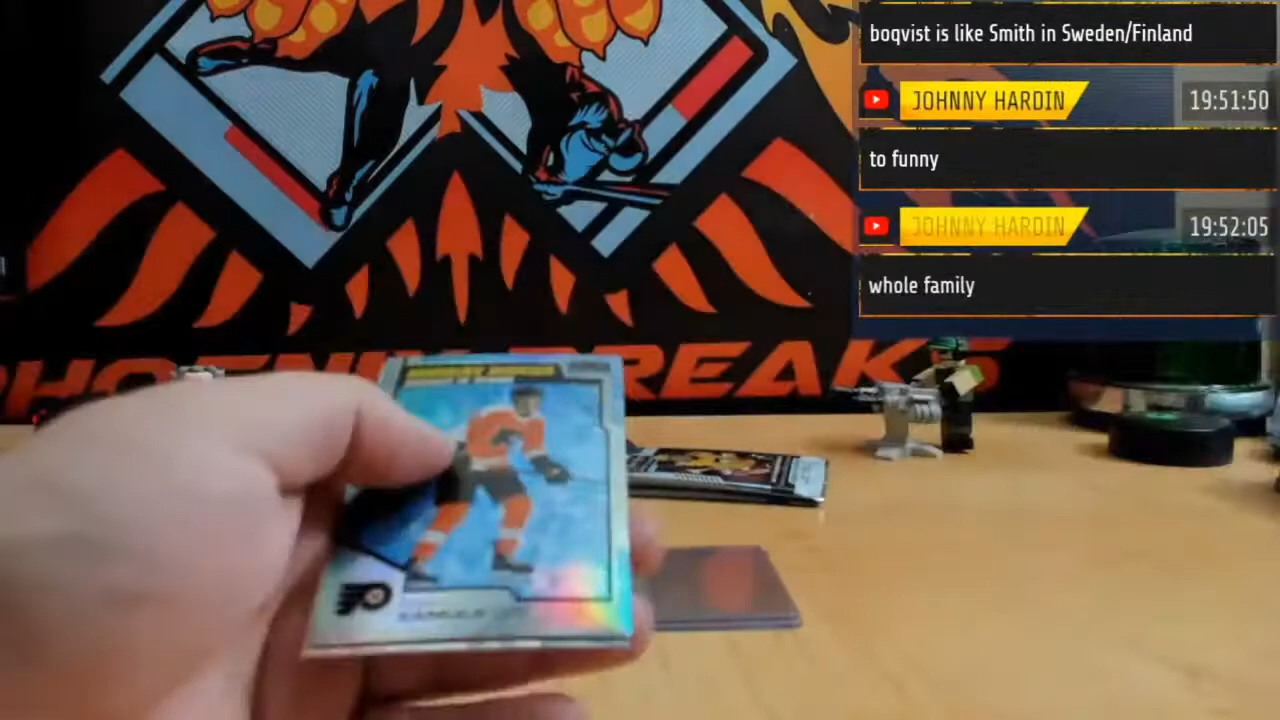 boqvist is like Smith in Sweden/Finland
JOHNNY HARDIN 19:51:50
to funny
JOHNNY HARDIN 19:52:05
whole family
PHOENIX BREAKS